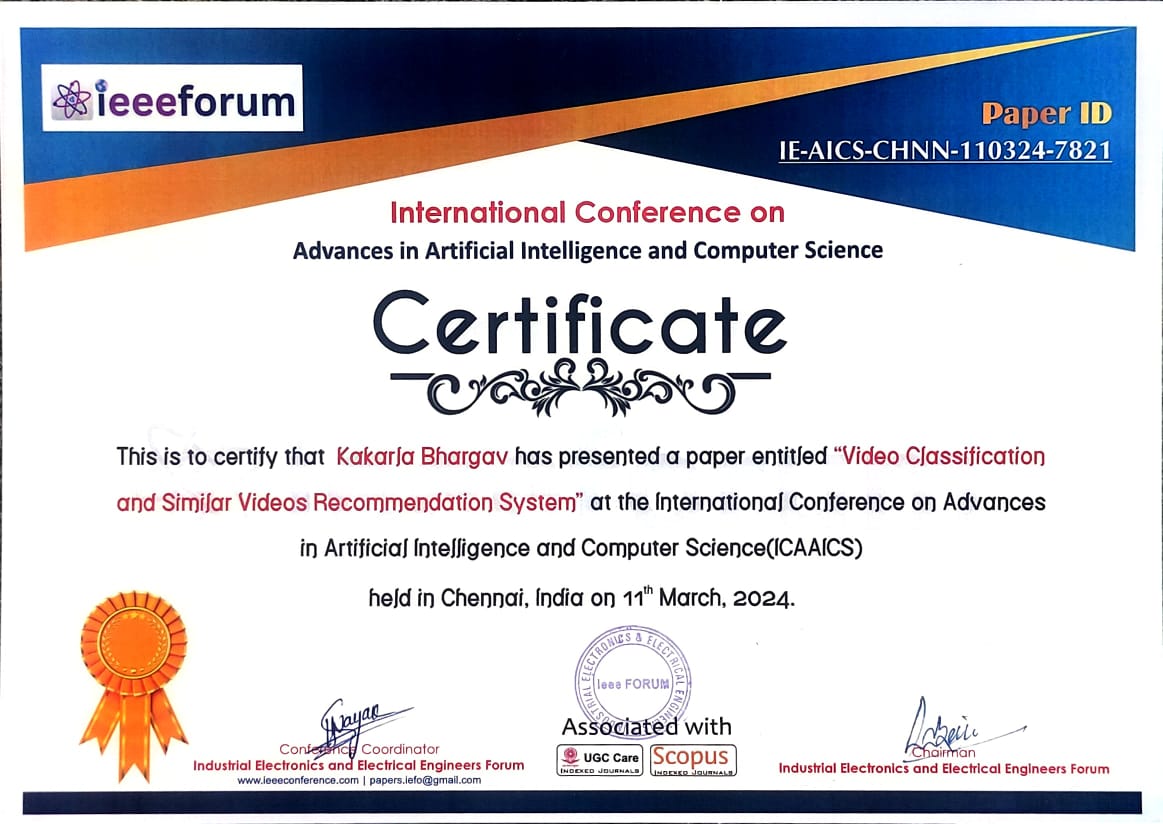 ieeeforum
Paper ID
IE-AICS-CHNN-110324-7821
International Conference on
Advances in Artificial Intelligence and Computer Science
Certificate
This is to certify that Kakarla Bhargav has presented a paper entitled “Video Classification
and Similar Videos Recommendation System” at the International Conference on Advances
in Artificial Intelligence and Computer Science(ICAAICS)
held in Chennai, India on 11th March, 2024.
INDUSTRIAL ELECTRONICS & ELECTRICAL ENGINEERS
Ieee FORUM
Associated with
UGC Care
INDEXED JOURNALS
Scopus
INDEXED JOURNALS
Conference Coordinator
Industrial Electronics and Electrical Engineers Forum
www.ieeeconference.com | papers.iefo@gmail.com
Chairman
Industrial Electronics and Electrical Engineers Forum